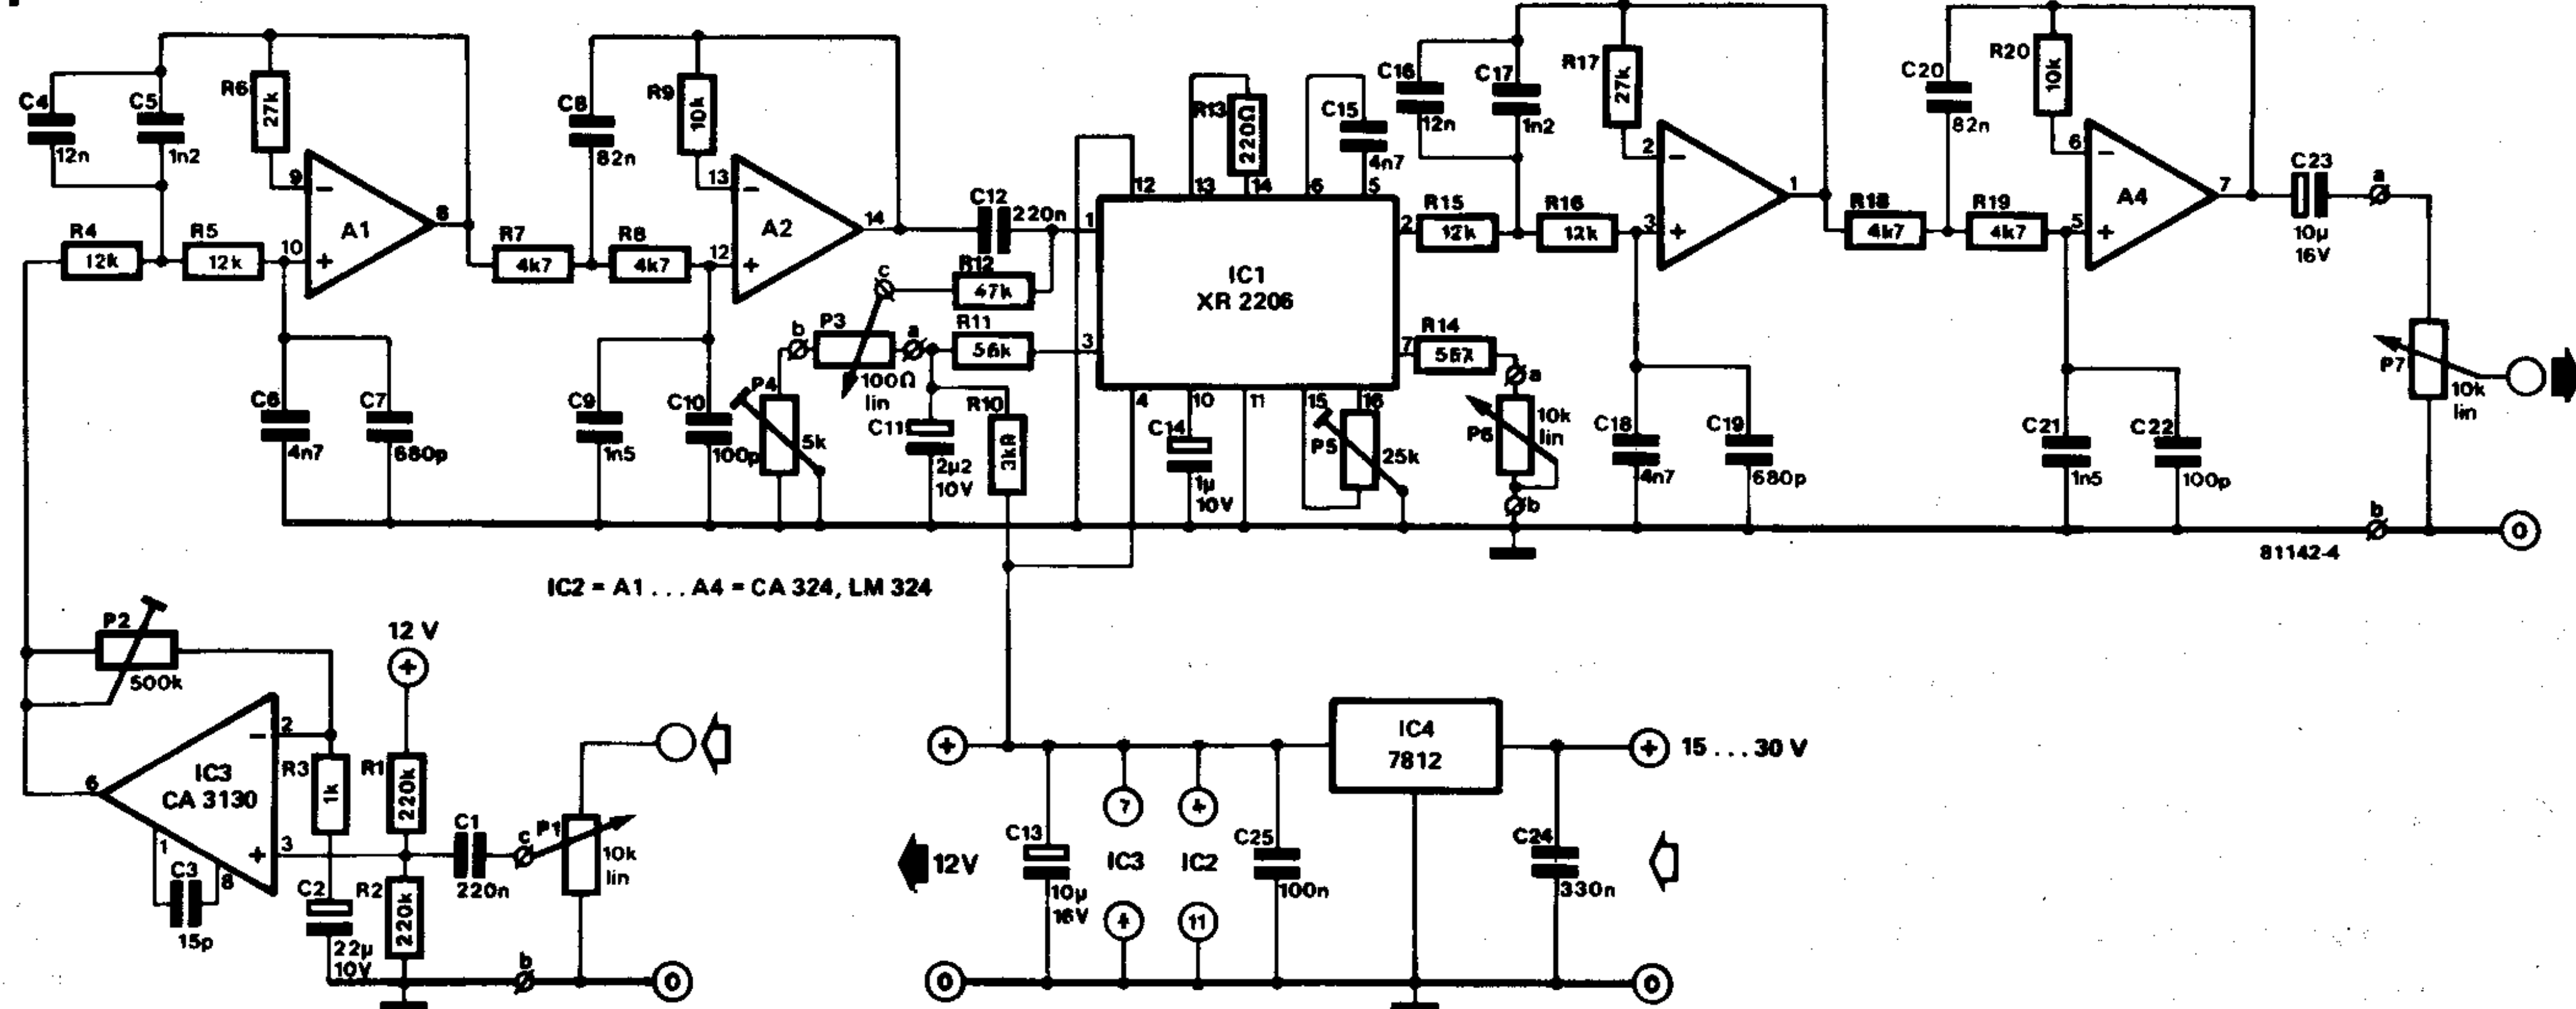 C4
12n
C5
1n2
R6
27k
9
−
A1
8
10
+
R4
12k
R5
12k
C6
4n7
C7
680p
C8
82n
R9
10k
13
−
A2
14
12
+
R7
4k7
R8
4k7
C9
1n5
C10
100p
C12
220n
c
R12
47k
b
P3
100Ω
lin
a
R11
56k
P4
5k
C11
2µ2
10V
R10
1
3
12
13
14
6
5
R13
220Ω
C15
4n7
IC1
XR 2206
2
7
4
10
11
15
16
C14
1µ
10V
P5
25k
R14
a
P6
10k
lin
b
C16
12n
C17
1n2
R17
27k
2
−
1
3
+
R15
12k
R16
12k
C18
4n7
C19
680p
R18
4k7
R19
4k7
C20
82n
R20
10k
6
−
A4
7
5
+
C21
1n5
C22
100p
C23
10µ
16V
a
P7
10k
lin
b
0
81142-4
IC2 = A1 . . . A4 = CA 324, LM 324
P2
500k
12 V
+
2
−
IC3
CA 3130
6
3
+
1
8
C3
15p
R3
1k
R1
220k
C2
22µ
10V
R2
220k
C1
220n
c
P1
10k
lin
b
0
+
IC4
7812
+
15 . . . 30 V
12V
C13
10µ
16V
7
IC3
4
4
IC2
11
C25
100n
C24
330n
0
0